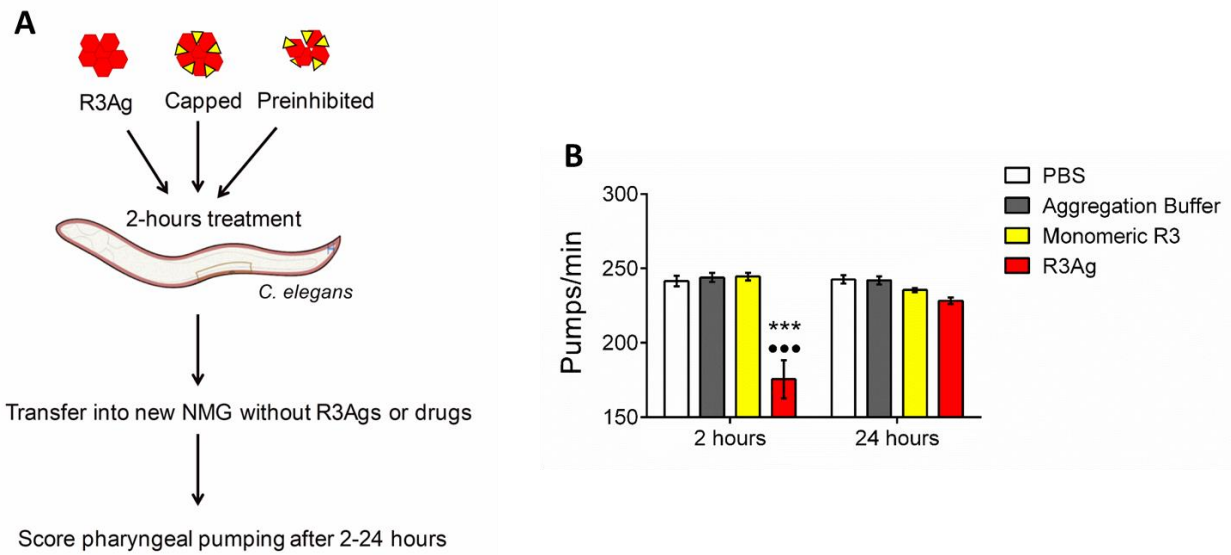 A
R3Ag
Capped
Preinhibited
2-hours treatment
C. elegans
Transfer into new NMG without R3Ags or drugs
Score pharyngeal pumping after 2-24 hours
B
Pumps/min
300
250
200
150
***
•••
2 hours
24 hours
PBS
Aggregation Buffer
Monomeric R3
R3Ag